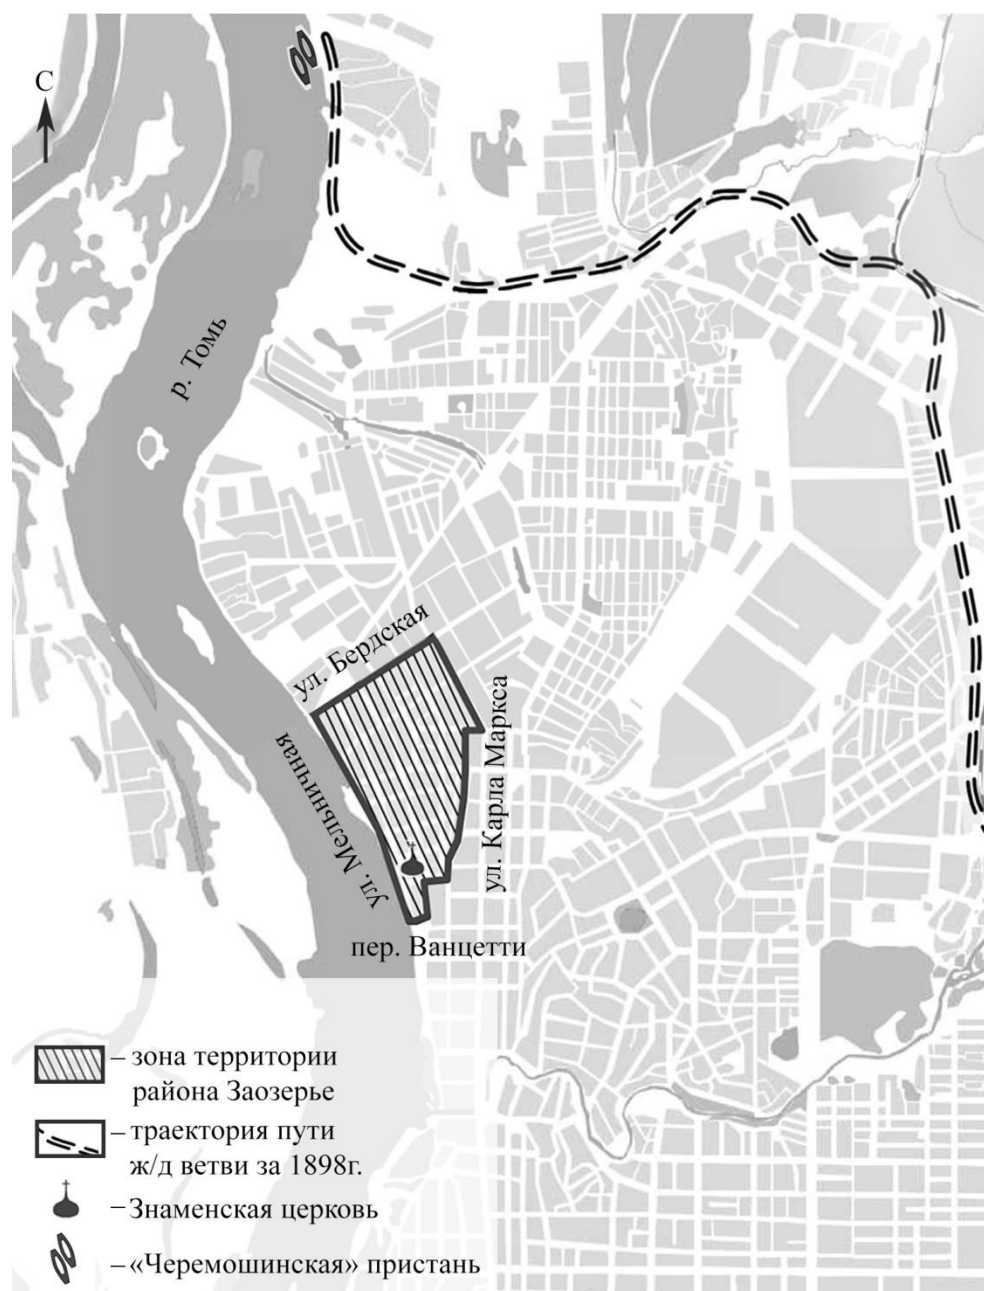 С
р. Томь
ул. Бердская
ул. Мельничная
ул. Карла Маркса
пер. Ванцетти
– зона территории
района Заозерье
– траектория пути
ж/д ветви за 1898г.
– Знаменская церковь
– «Черемошинская» пристань